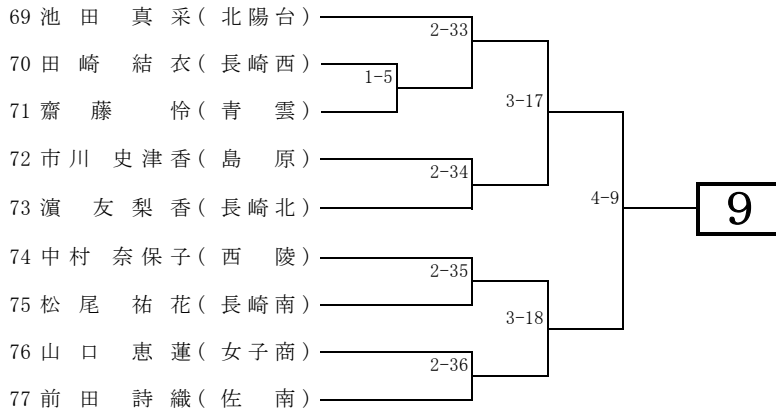 69 池 田 真 采 ( 北 陽 台 )
2-33
70 田 崎 結 衣 ( 長 崎 西 )
1-5
71 齋 藤 怜 ( 青 雲 )
3-17
72 市 川 史 津 香 ( 島 原 )
2-34
73 濵 友 梨 香 ( 長 崎 北 )
4-9
9
74 中 村 奈 保 子 ( 西 陵 )
2-35
75 松 尾 祐 花 ( 長 崎 南 )
3-18
76 山 口 恵 蓮 ( 女 子 商 )
2-36
77 前 田 詩 織 ( 佐 南 )